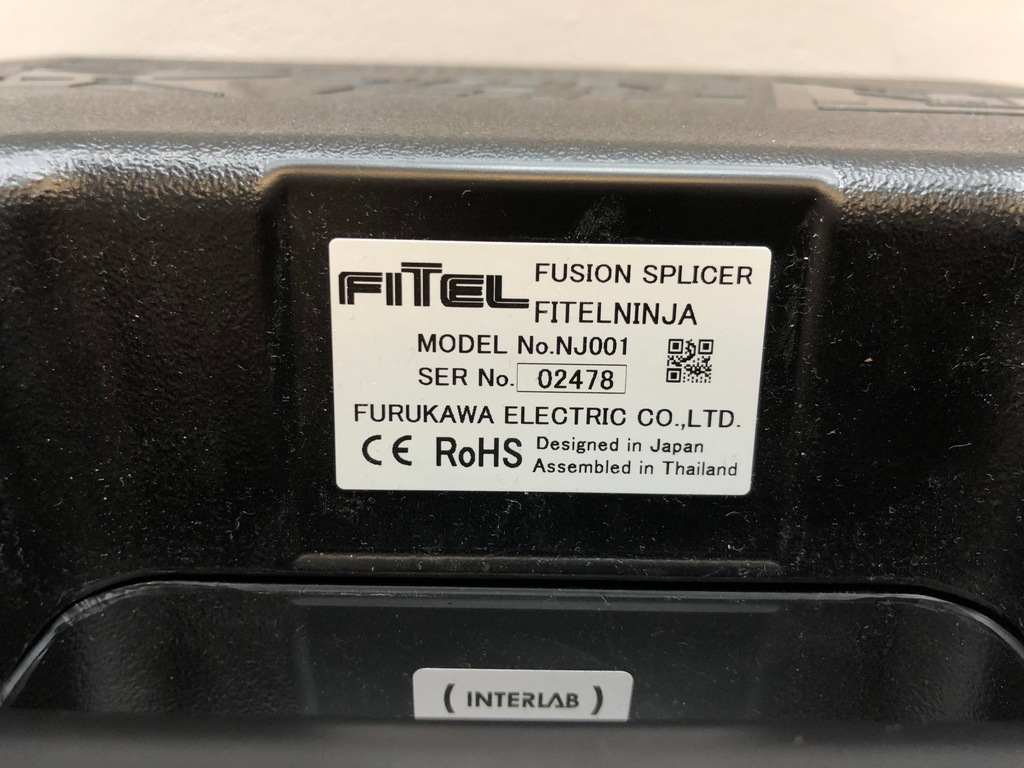 FITEL FUSION SPLICER
FITELNINJA
MODEL No.NJ001
SER No. 02478
FURUKAWA ELECTRIC CO.,LTD.
CE RoHS Designed in Japan
Assembled in Thailand
( INTERLAB )